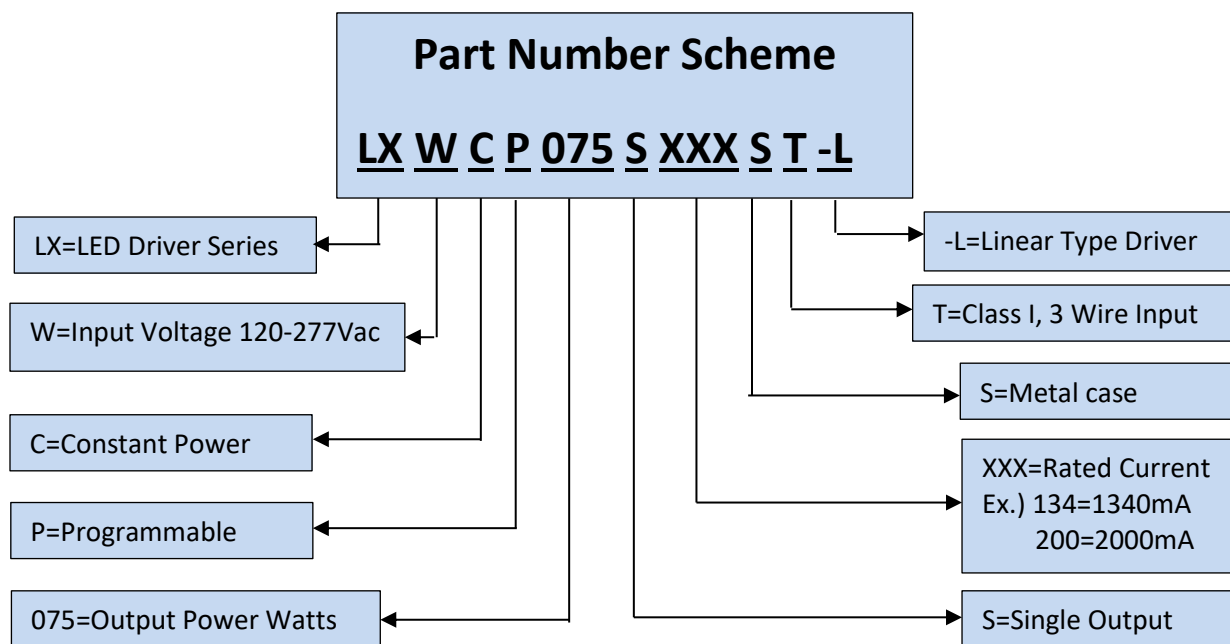 Part Number Scheme
LX W C P 075 S XXX S T -L
LX=LED Driver Series
W=Input Voltage 120-277Vac
C=Constant Power
P=Programmable
075=Output Power Watts
-L=Linear Type Driver
T=Class I, 3 Wire Input
S=Metal case
XXX=Rated Current
Ex.) 134=1340mA
200=2000mA
S=Single Output